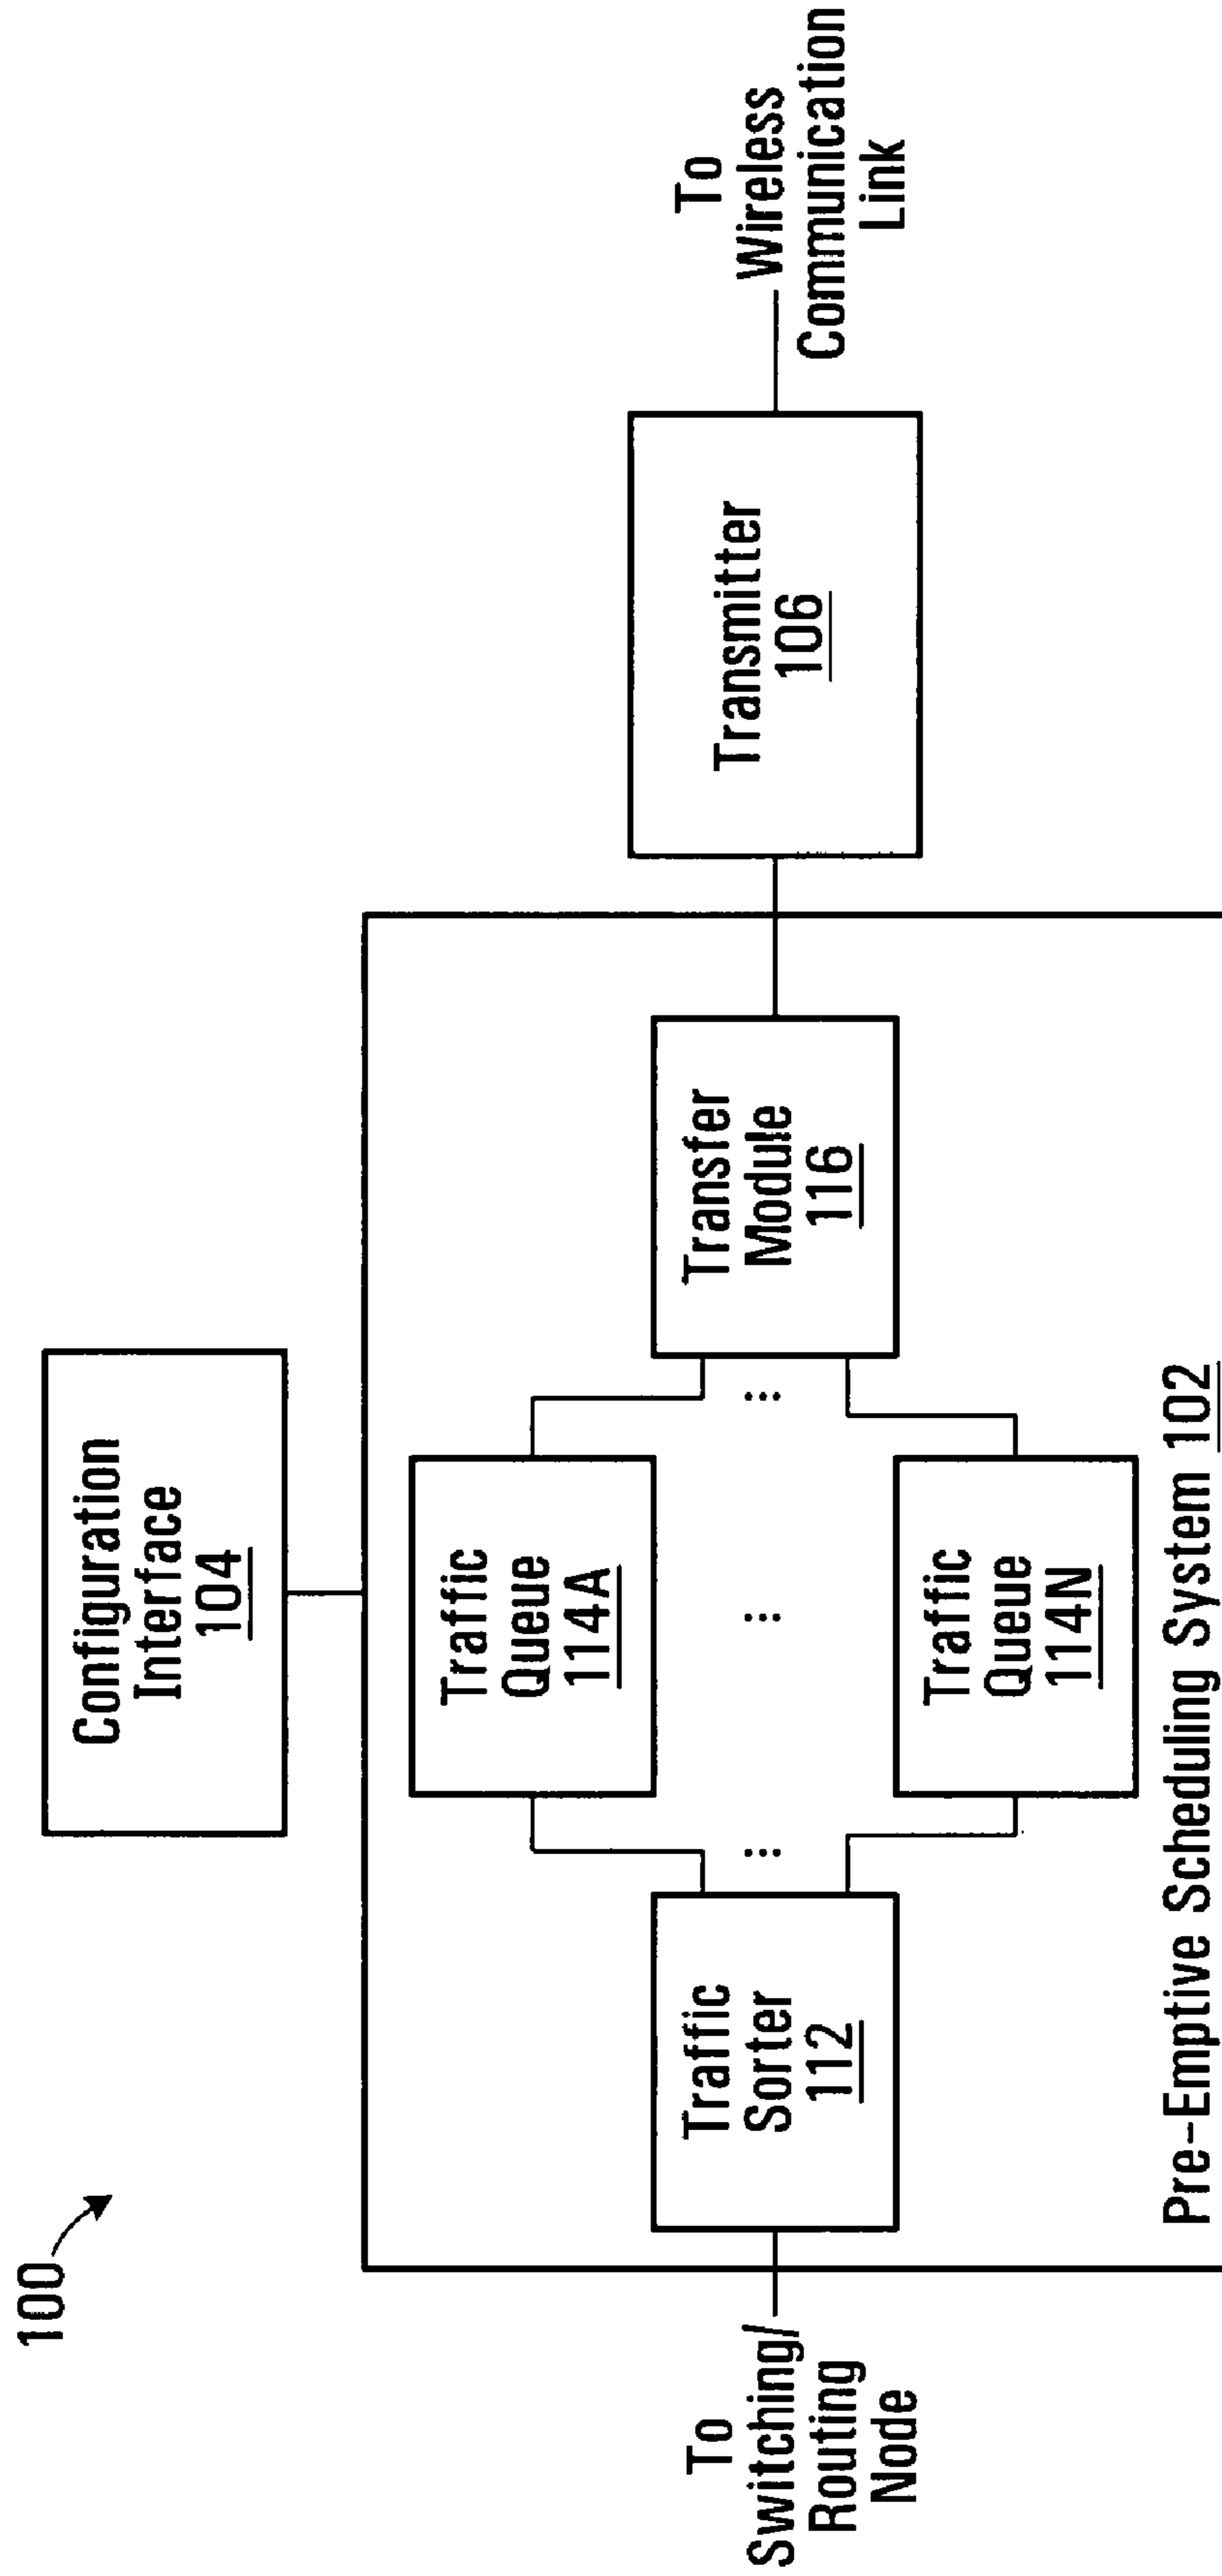 100
Configuration
Interface
104
To
Switching/
Routing
Node
Traffic
Sorter
112
Traffic
Queue
114A
Traffic
Queue
114N
Transfer
Module
116
Pre-Emptive Scheduling System 102
Transmitter
106
To
Wireless
Communication
Link